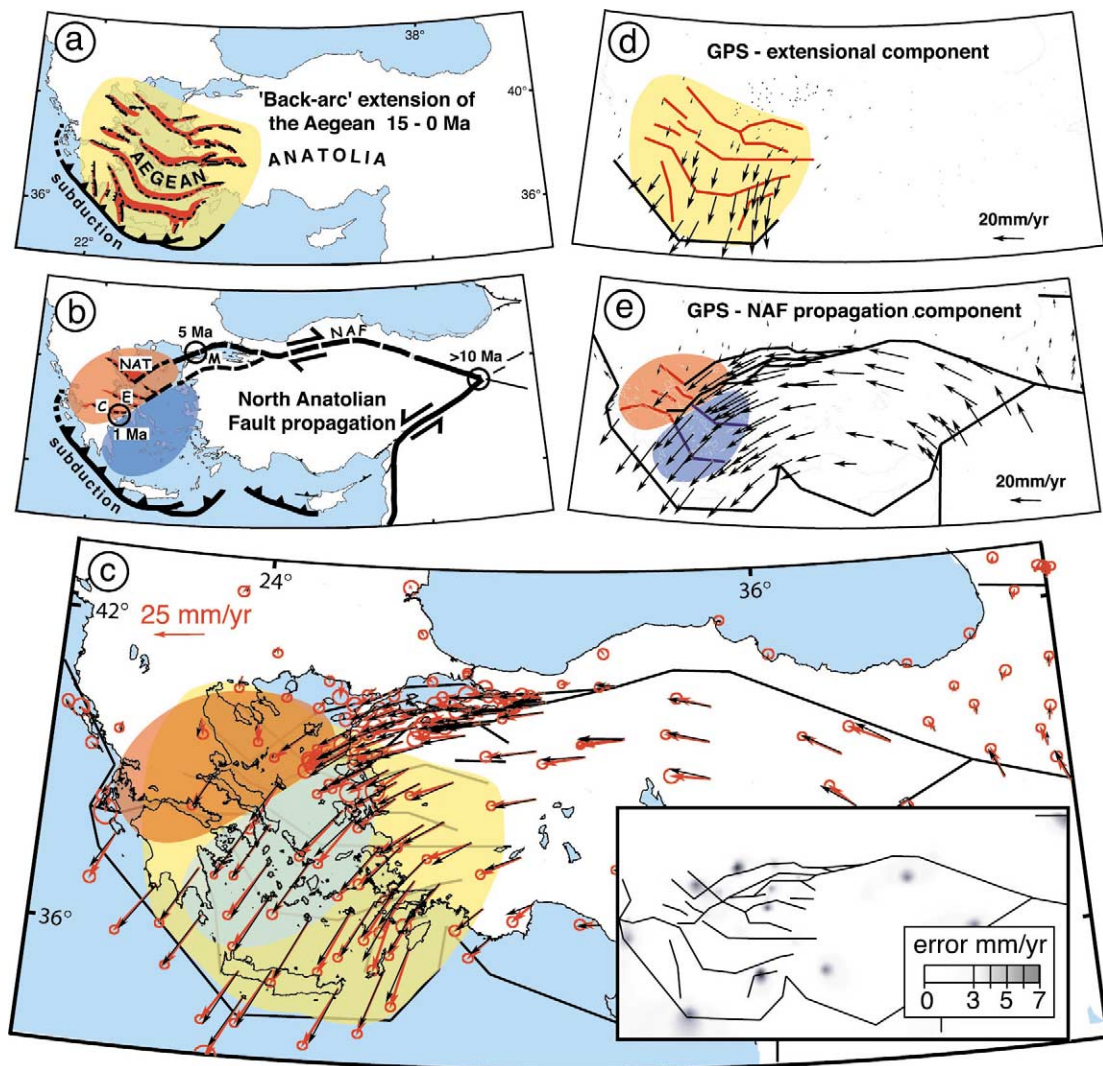 a
38°
40°
'Back-arc' extension of
the Aegean 15 - 0 Ma
ANATOLIA
AEGEAN
36°
subduction
22°
d
GPS - extensional component
40°
36°
20mm/yr
b
5 Ma
NAF
M
>10 Ma
NAT
E
C
1 Ma
North Anatolian
Fault propagation
subduction
e
GPS - NAF propagation component
20mm/yr
c
24°
36°
42°
25 mm/yr
36°
error mm/yr
0 3 5 7